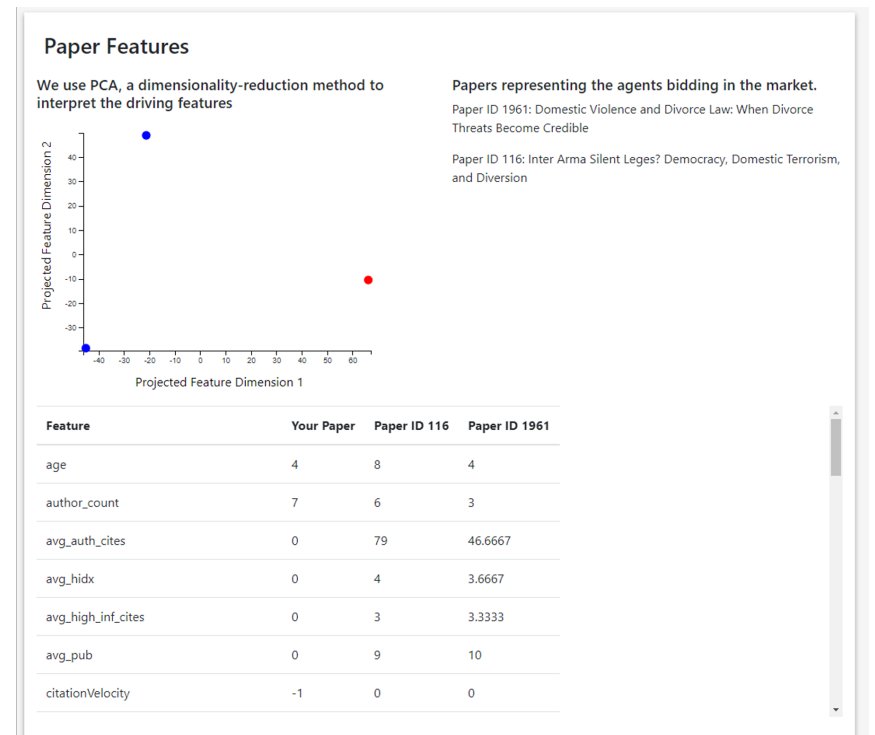 Paper Features
We use PCA, a dimensionality-reduction method to
interpret the driving features
Projected Feature Dimension 2
40
30
20
10
0
-10
-20
-30
-40 -30 -20 -10 0 10 20 30 40 50 60
Projected Feature Dimension 1
Papers representing the agents bidding in the market.
Paper ID 1961: Domestic Violence and Divorce Law: When Divorce
Threats Become Credible
Paper ID 116: Inter Arma Silent Leges? Democracy, Domestic Terrorism,
and Diversion
Feature Your Paper Paper ID 116 Paper ID 1961
age 4 8 4
author_count 7 6 3
avg_auth_cites 0 79 46.6667
avg_hidx 0 4 3.6667
avg_high_inf_cites 0 3 3.3333
avg_pub 0 9 10
citationVelocity -1 0 0